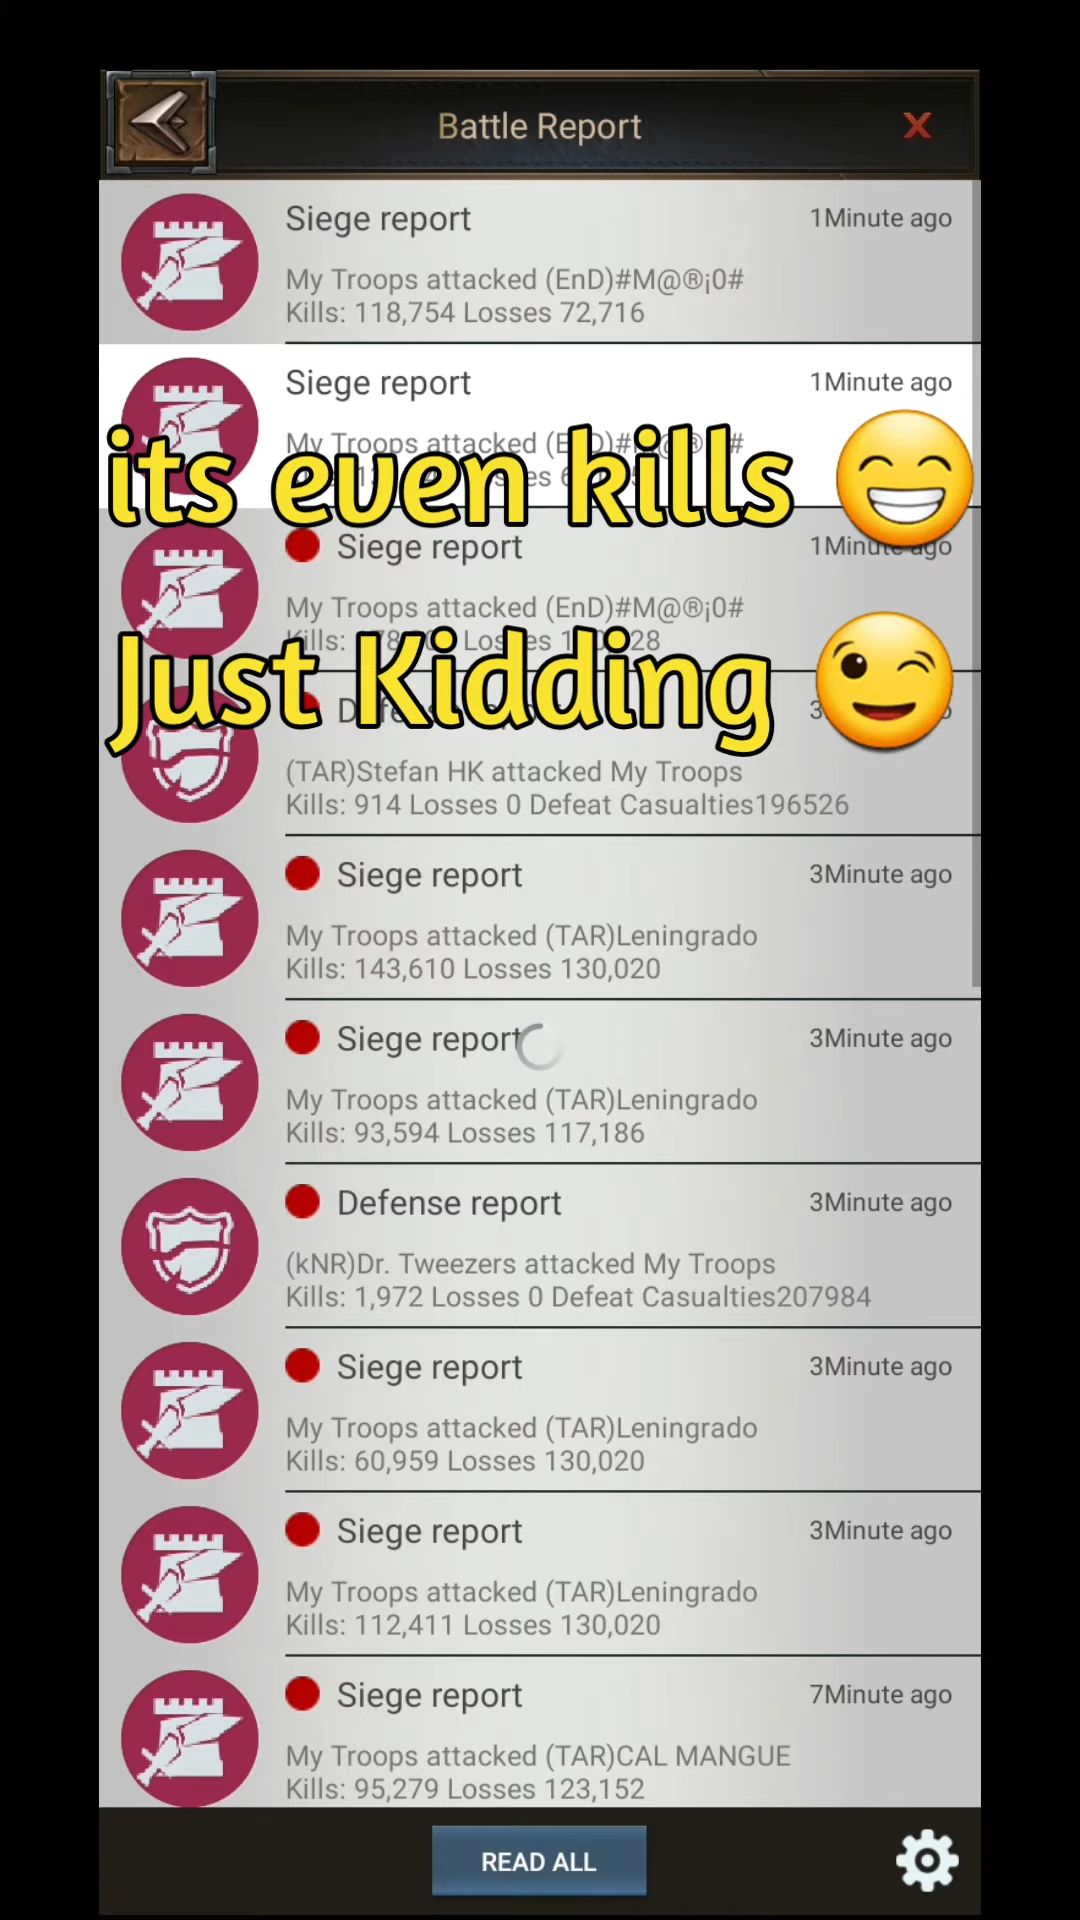 Battle Report
Siege report
1Minute ago
My Troops attacked (EnD)#M@®¡0#
Kills: 118,754 Losses 72,716
Siege report
1Minute ago
My Troops attacked
its even kills 😁
Siege report
1Minute ago
My Troops attacked (EnD)#M@®¡0#
Just Kidding 😉
(TAR)Stefan HK attacked My Troops
Kills: 914 Losses 0 Defeat Casualties196526
Siege report
3Minute ago
My Troops attacked (TAR)Leningrado
Kills: 143,610 Losses 130,020
Siege report
3Minute ago
My Troops attacked (TAR)Leningrado
Kills: 93,594 Losses 117,186
Defense report
3Minute ago
(kNR)Dr. Tweezers attacked My Troops
Kills: 1,972 Losses 0 Defeat Casualties207984
Siege report
3Minute ago
My Troops attacked (TAR)Leningrado
Kills: 60,959 Losses 130,020
Siege report
3Minute ago
My Troops attacked (TAR)Leningrado
Kills: 112,411 Losses 130,020
Siege report
7Minute ago
My Troops attacked (TAR)CAL MANGUE
Kills: 95,279 Losses 123,152
READ ALL